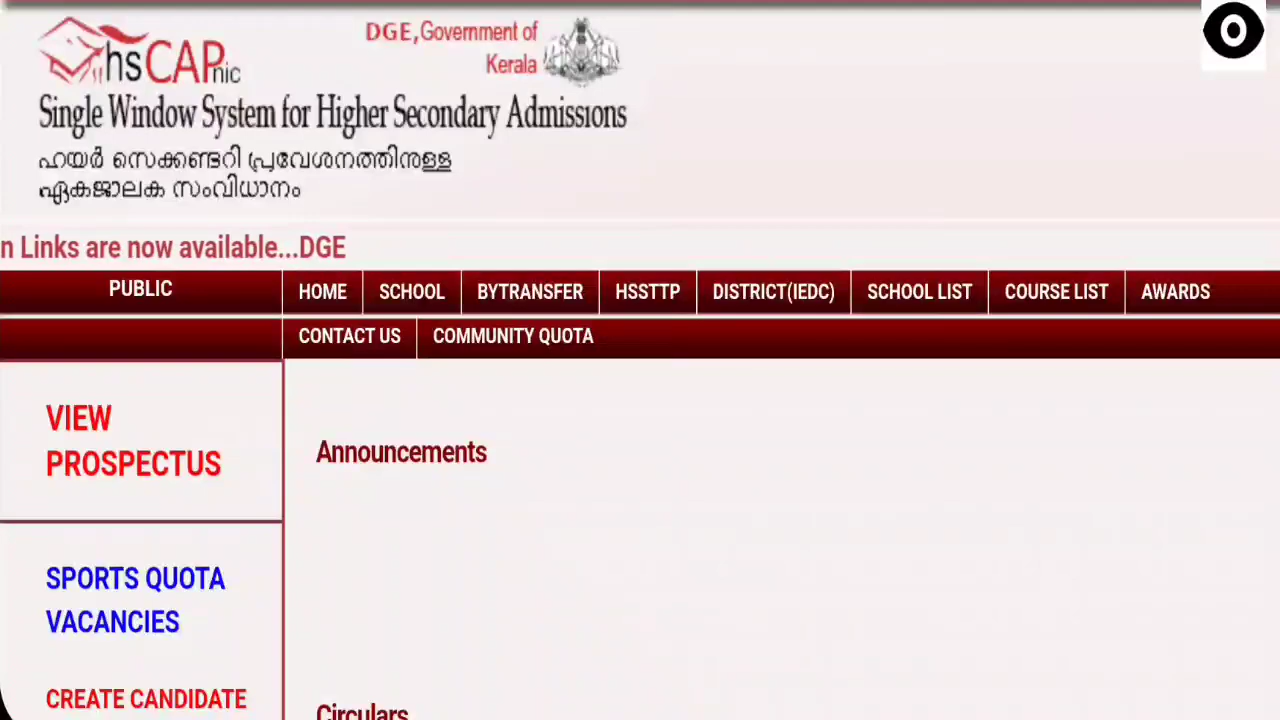 hsCAPnic
DGE,Government of
Kerala
Single Window System for Higher Secondary Admissions
ഹയർ സെക്കണ്ടറി പ്രവേശനത്തിനുള്ള
ഏകജാലക സംവിധാനം
n Links are now available...DGE
PUBLIC HOME SCHOOL BYTRANSFER HSSTTP DISTRICT(IEDC) SCHOOL LIST COURSE LIST AWARDS
CONTACT US COMMUNITY QUOTA
VIEW
PROSPECTUS
Announcements
SPORTS QUOTA
VACANCIES
CREATE CANDIDATE
Circulars